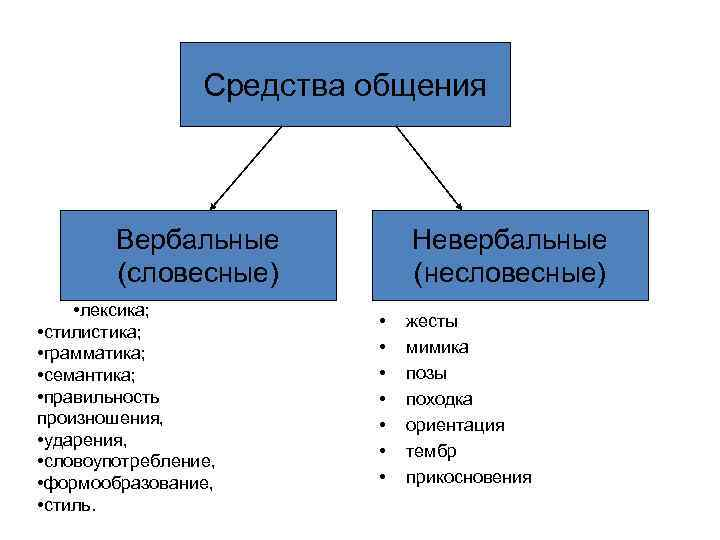 Средства общения
Вербальные
(словесные)
• лексика;
• стилистика;
• грамматика;
• семантика;
• правильность
произношения,
• ударения,
• словоупотребление,
• формообразование,
• стиль.
Невербальные
(несловесные)
• жесты
• мимика
• позы
• походка
• ориентация
• тембр
• прикосновения